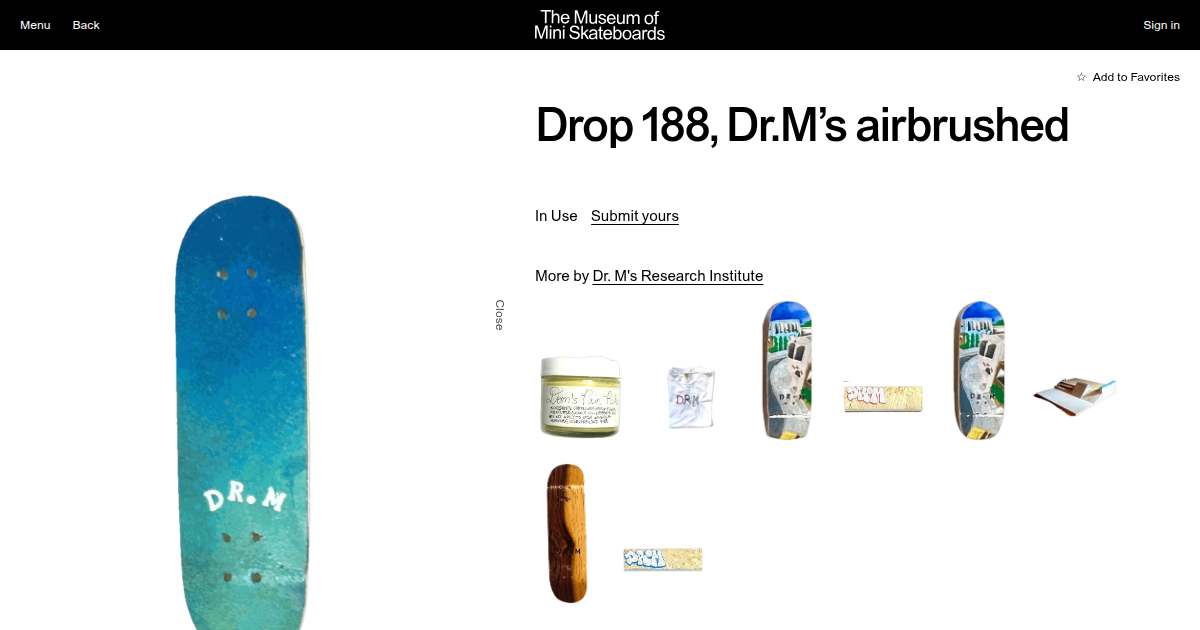 Menu
Back
The Museum of
Mini Skateboards
Sign in
☆ Add to Favorites
Drop 188, Dr.M’s airbrushed
In Use Submit yours
More by Dr. M's Research Institute
Close
DR.M
DRM